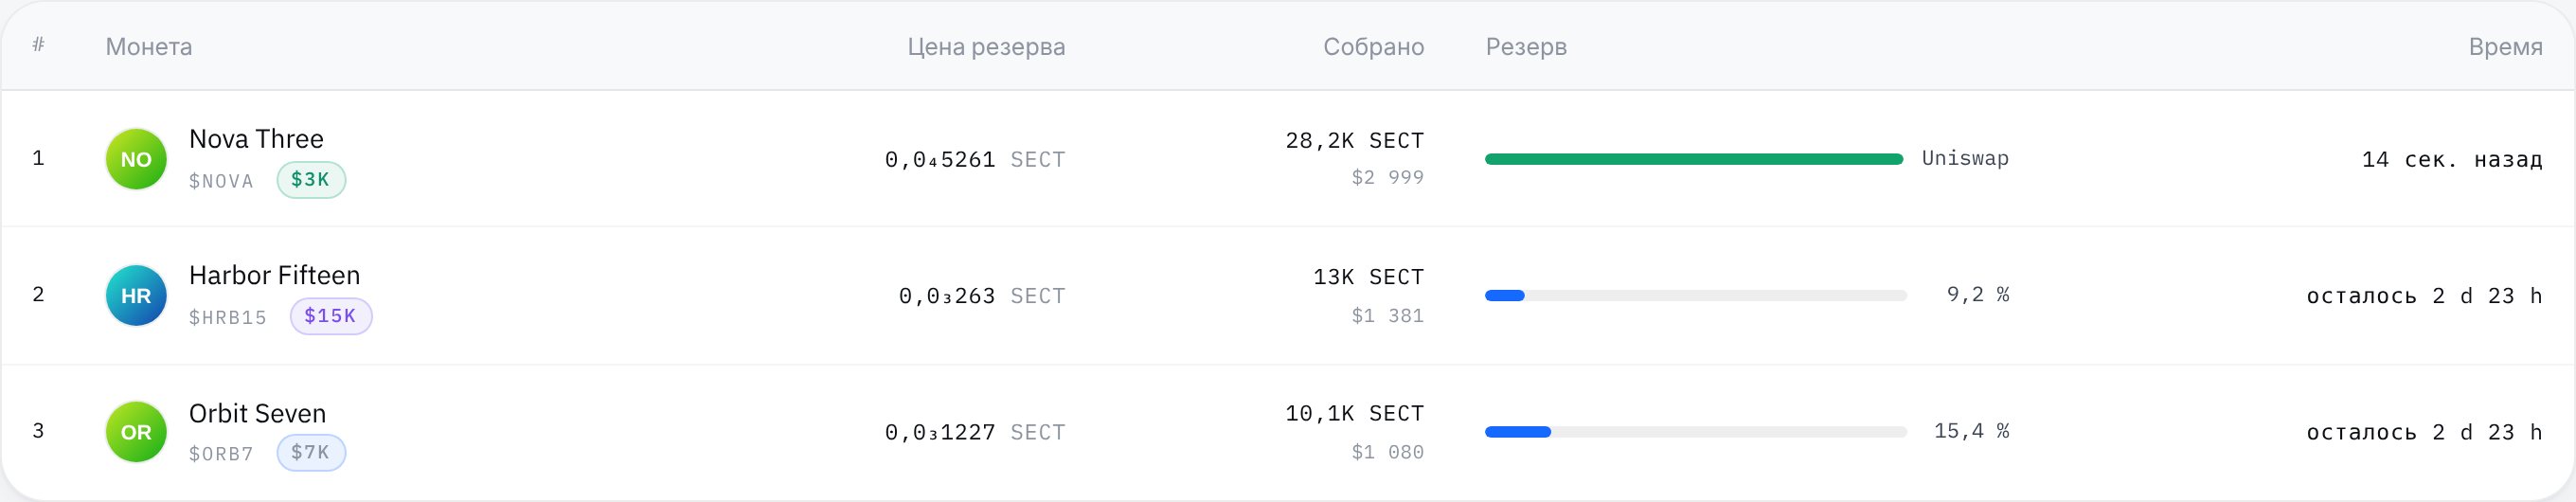 # Монета Цена резерва Собрано Резерв Время
1 NO Nova Three $NOVA $3K 0,0₄5261 SECT 28,2K SECT $2 999 Uniswap 14 сек. назад
2 HR Harbor Fifteen $HRB15 $15K 0,0₃263 SECT 13K SECT $1 381 9,2 % осталось 2 d 23 h
3 OR Orbit Seven $ORB7 $7K 0,0₃1227 SECT 10,1K SECT $1 080 15,4 % осталось 2 d 23 h